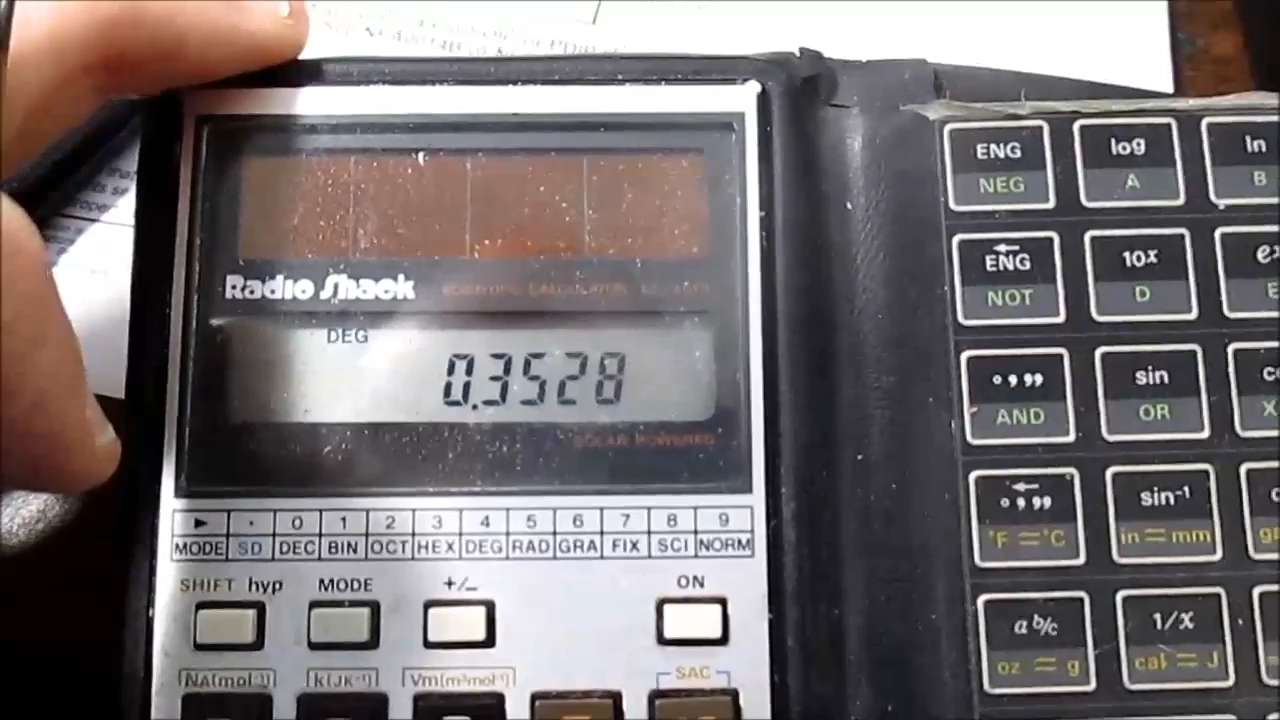 Radio Shack
SCIENTIFIC CALCULATOR
DEG
0.3528
SOLAR POWERED
► · 0 1 2 3 4 5 6 7 8 9
MODE SD DEC BIN OCT HEX DEG RAD GRA FIX SCI NORM
SHIFT hyp MODE +/− ON
NA(mol⁻¹) k(JK⁻¹) Vm(m³mol⁻¹) SAC
ENG log ln
NEG A B
←ENG 10ˣ eˣ
NOT D E
° ’ ” sin
AND OR
←° ’ ” sin⁻¹
°F ⇌ °C in ⇌ mm
a b/c 1/x
oz ⇌ g cal ⇌ J